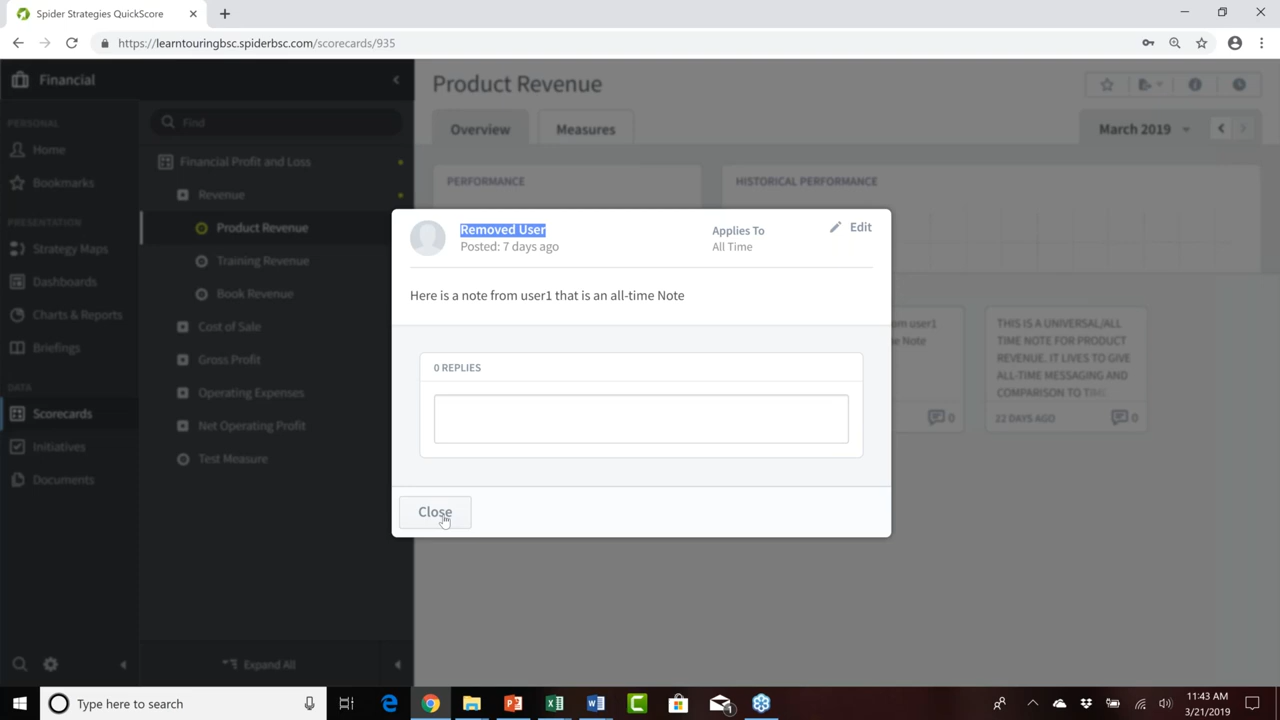 Spider Strategies QuickScore
https://learntouringbsc.spiderbsc.com/scorecards/935
Financial
PERSONAL
Home
Bookmarks
PRESENTATION
Strategy Maps
Dashboards
Charts & Reports
Briefings
DATA
Scorecards
Initiatives
Documents
Find
Financial Profit and Loss
Revenue
Product Revenue
Training Revenue
Book Revenue
Cost of Sale
Gross Profit
Operating Expenses
Net Operating Profit
Test Measure
Expand All
Product Revenue
Overview
Measures
March 2019
PERFORMANCE
HISTORICAL PERFORMANCE
Removed User
Posted: 7 days ago
Applies To
All Time
Edit
Here is a note from user1 that is an all-time Note
0 REPLIES
Close
user1
Note
0
THIS IS A UNIVERSAL/ALL
TIME NOTE FOR PRODUCT
REVENUE. IT LIVES TO GIVE
ALL-TIME MESSAGING AND
COMPARISON TO TIME
22 DAYS AGO
0
Type here to search
1
11:43 AM
3/21/2019